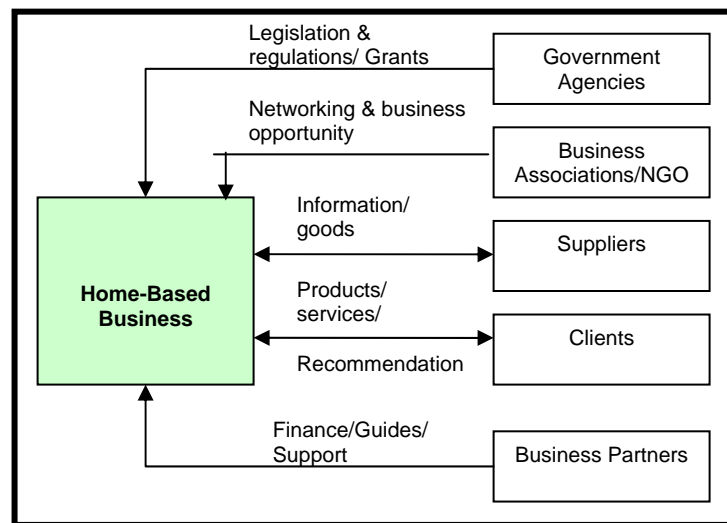 Legislation &
regulations/ Grants
Government
Agencies
Networking & business
opportunity
Business
Associations/NGO
Information/
goods
Suppliers
Home-Based
Business
Products/
services/
Recommendation
Clients
Finance/Guides/
Support
Business Partners